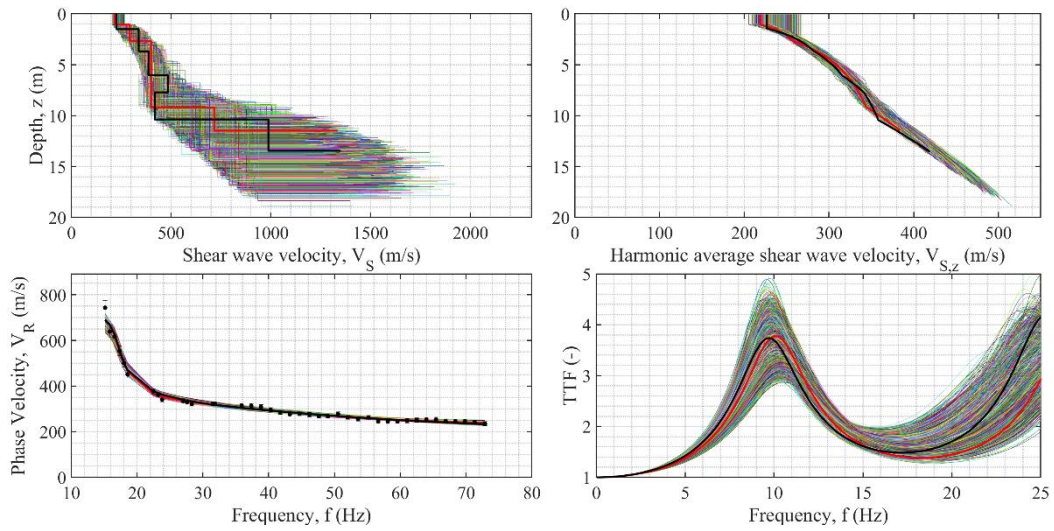 0
5
10
15
20
Depth, z (m)
0 500 1000 1500 2000
Shear wave velocity, V_S (m/s)
0
5
10
15
20
0 100 200 300 400 500
Harmonic average shear wave velocity, V_S,z (m/s)
800
600
400
200
0
Phase Velocity, V_R (m/s)
10 20 30 40 50 60 70 80
Frequency, f (Hz)
5
4
3
2
1
TTF (-)
0 5 10 15 20 25
Frequency, f (Hz)